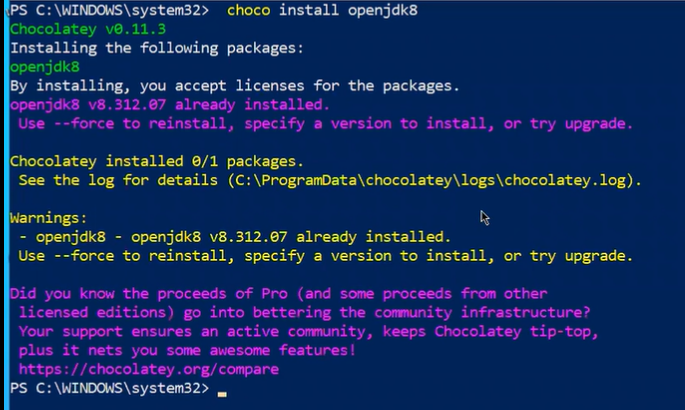 PS C:\WINDOWS\system32>  choco install openjdk8
Chocolatey v0.11.3
Installing the following packages:
openjdk8
By installing, you accept licenses for the packages.
openjdk8 v8.312.07 already installed.
 Use --force to reinstall, specify a version to install, or try upgrade.

Chocolatey installed 0/1 packages.
 See the log for details (C:\ProgramData\chocolatey\logs\chocolatey.log).

Warnings:
 - openjdk8 - openjdk8 v8.312.07 already installed.
 Use --force to reinstall, specify a version to install, or try upgrade.

Did you know the proceeds of Pro (and some proceeds from other
 licensed editions) go into bettering the community infrastructure?
 Your support ensures an active community, keeps Chocolatey tip-top,
 plus it nets you some awesome features!
 https://chocolatey.org/compare
PS C:\WINDOWS\system32>